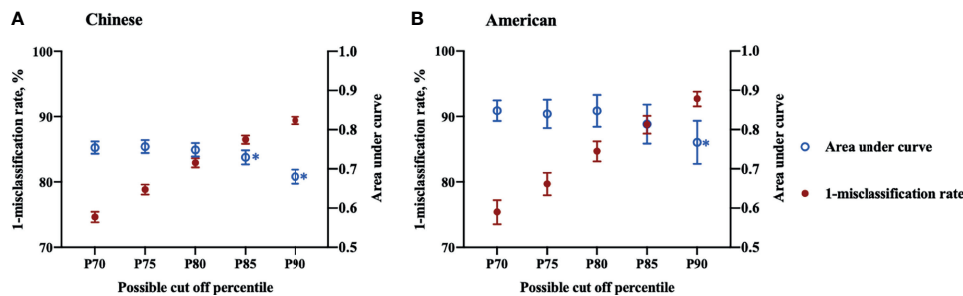 A Chinese
100
90
80
70
1-misclassification rate, %
1.0
0.9
0.8
0.7
0.6
0.5
Area under curve
*
*
P70 P75 P80 P85 P90
Possible cut off percentile
B American
100
90
80
70
1-misclassification rate, %
1.0
0.9
0.8
0.7
0.6
0.5
Area under curve
*
P70 P75 P80 P85 P90
Possible cut off percentile
Area under curve
1-misclassification rate